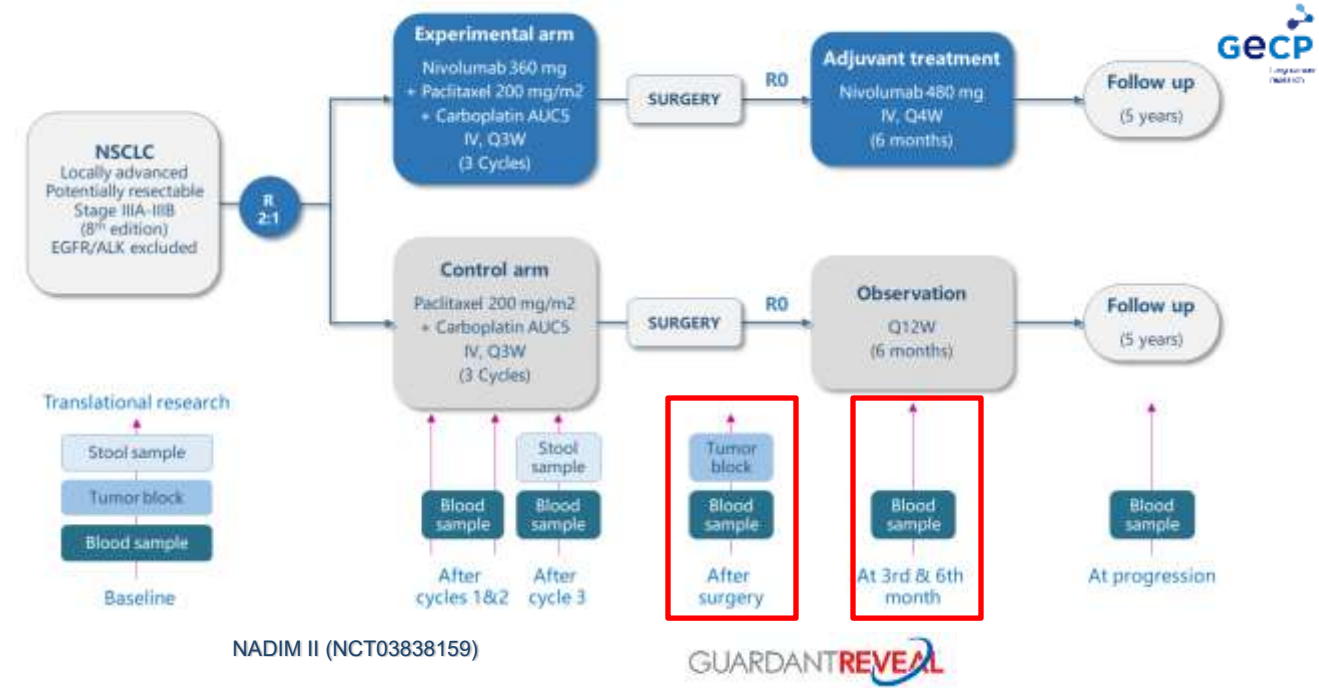 Experimental arm
Nivolumab 360 mg
+ Paclitaxel 200 mg/m2
+ Carboplatin AUC5
IV, Q3W
(3 Cycles)
SURGERY
R0
Adjuvant treatment
Nivolumab 480 mg
IV, Q4W
(6 months)
Follow up
(5 years)
GeCP
lung cancer
research
NSCLC
Locally advanced
Potentially resectable
Stage IIIA-IIIB
(8th edition)
EGFR/ALK excluded
R
2:1
Control arm
Paclitaxel 200 mg/m2
+ Carboplatin AUC5
IV, Q3W
(3 Cycles)
SURGERY
R0
Observation
Q12W
(6 months)
Follow up
(5 years)
Translational research
Stool sample
Tumor block
Blood sample
Baseline
Blood
sample
After
cycles 1&2
Stool
sample
Blood
sample
After
cycle 3
Tumor
block
Blood
sample
After
surgery
Blood
sample
At 3rd & 6th
month
Blood
sample
At progression
NADIM II (NCT03838159)
GUARDANTREVEAL